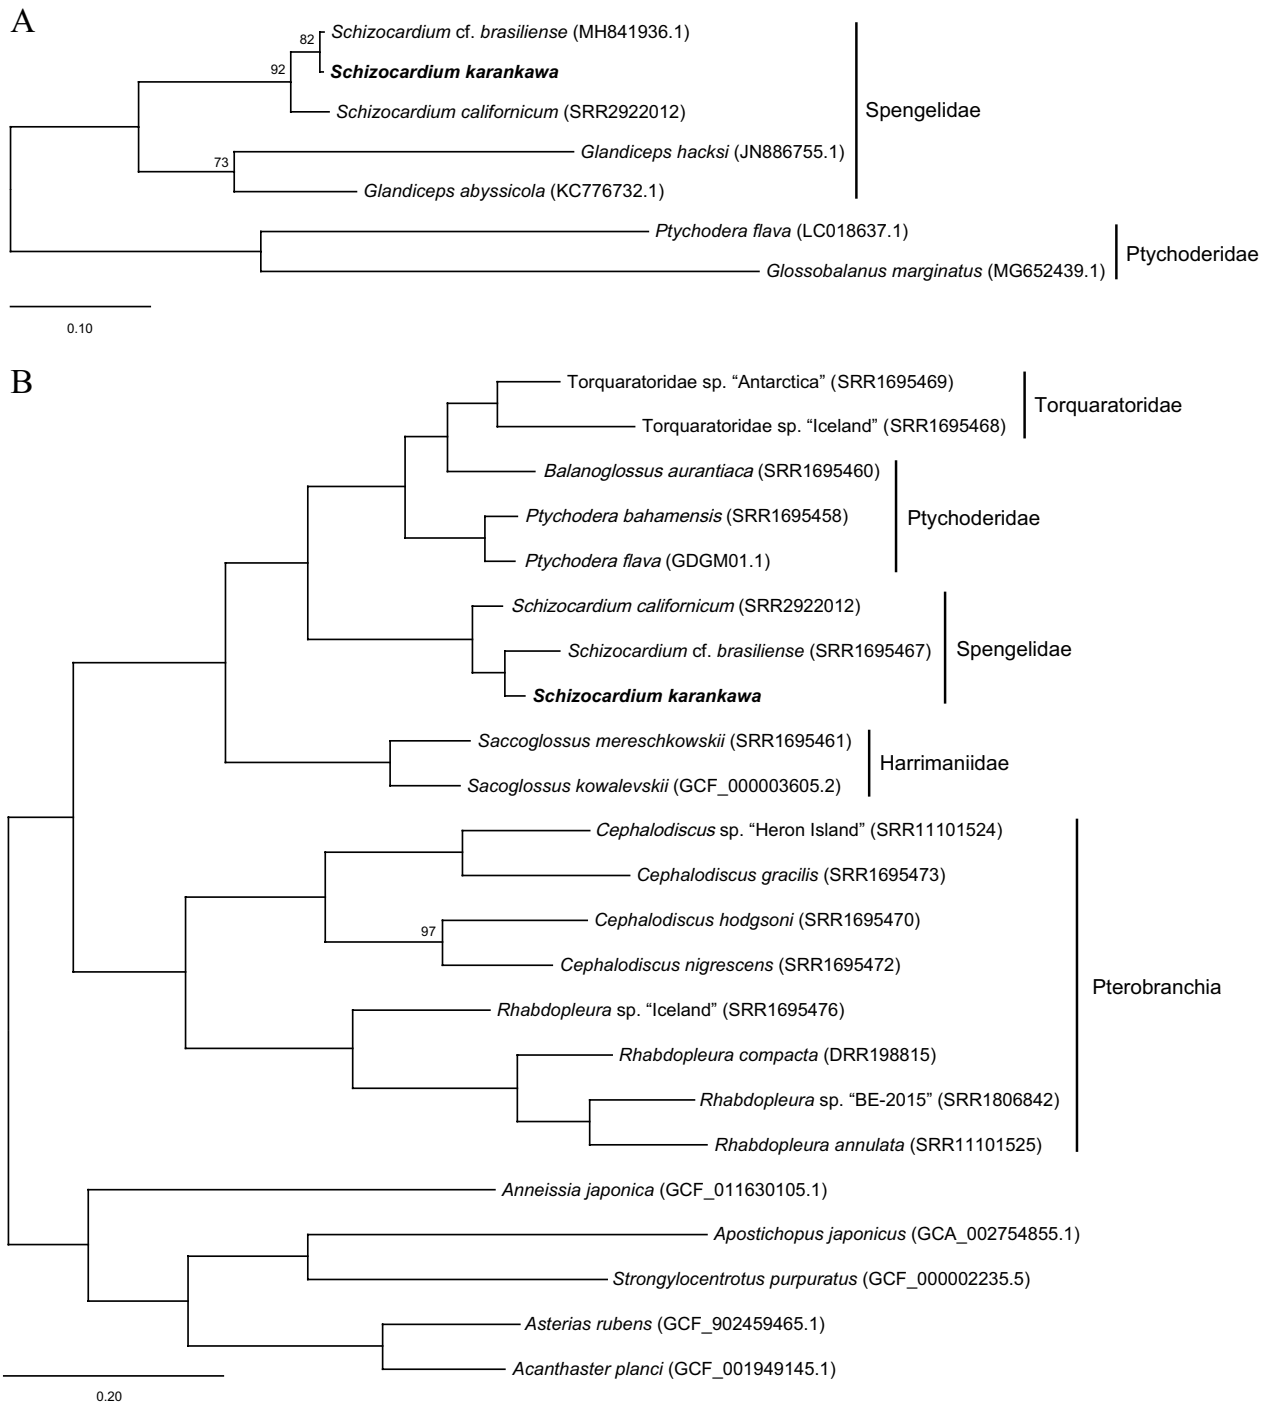 A
Schizocardium cf. brasiliense (MH841936.1)
82
Schizocardium karankawa
92
Schizocardium californicum (SRR2922012)
Spengelidae
Glandiceps hacksi (JN886755.1)
73
Glandiceps abyssicola (KC776732.1)
Ptychodera flava (LC018637.1)
Ptychoderidae
Glossobalanus marginatus (MG652439.1)
0.10
B
Torquaratoridae sp. “Antarctica” (SRR1695469)
Torquaratoridae
Torquaratoridae sp. “Iceland” (SRR1695468)
Balanoglossus aurantiaca (SRR1695460)
Ptychodera bahamensis (SRR1695458)
Ptychoderidae
Ptychodera flava (GDGM01.1)
Schizocardium californicum (SRR2922012)
Schizocardium cf. brasiliense (SRR1695467)
Spengelidae
Schizocardium karankawa
Saccoglossus mereschkowskii (SRR1695461)
Harrimaniidae
Sacoglossus kowalevskii (GCF_000003605.2)
Cephalodiscus sp. “Heron Island” (SRR11101524)
Cephalodiscus gracilis (SRR1695473)
Cephalodiscus hodgsoni (SRR1695470)
97
Cephalodiscus nigrescens (SRR1695472)
Pterobranchia
Rhabdopleura sp. “Iceland” (SRR1695476)
Rhabdopleura compacta (DRR198815)
Rhabdopleura sp. “BE-2015” (SRR1806842)
Rhabdopleura annulata (SRR11101525)
Anneissia japonica (GCF_011630105.1)
Apostichopus japonicus (GCA_002754855.1)
Strongylocentrotus purpuratus (GCF_000002235.5)
Asterias rubens (GCF_902459465.1)
Acanthaster planci (GCF_001949145.1)
0.20